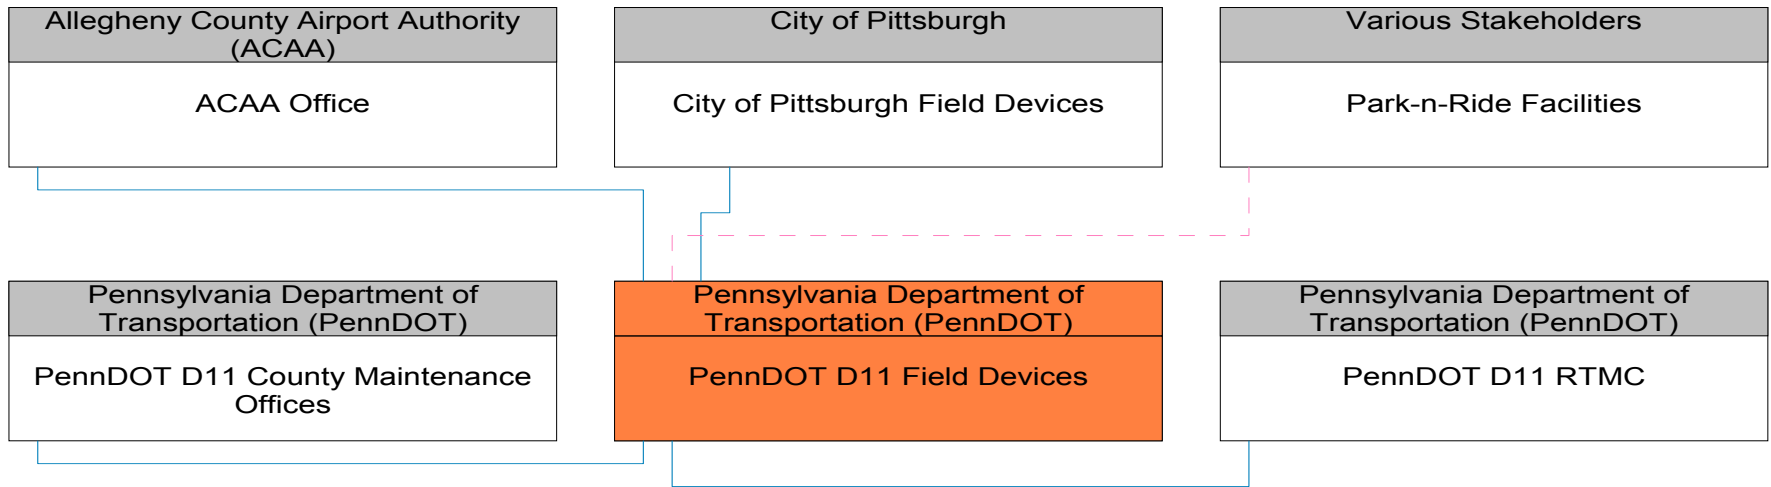 Allegheny County Airport Authority
(ACAA)
ACAA Office
City of Pittsburgh
City of Pittsburgh Field Devices
Various Stakeholders
Park-n-Ride Facilities
Pennsylvania Department of
Transportation (PennDOT)
PennDOT D11 County Maintenance
Offices
Pennsylvania Department of
Transportation (PennDOT)
PennDOT D11 Field Devices
Pennsylvania Department of
Transportation (PennDOT)
PennDOT D11 RTMC